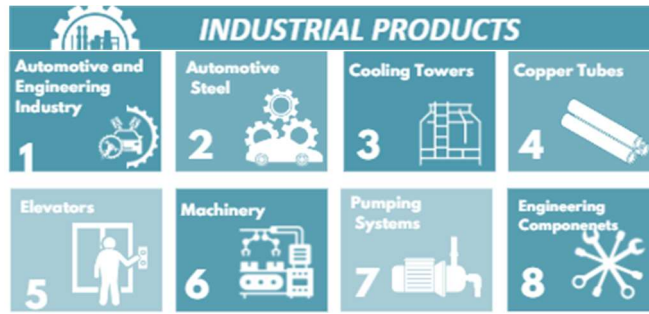 INDUSTRIAL PRODUCTS
Automotive and
Engineering
Industry
1
Automotive
Steel
2
Cooling Towers
3
Copper Tubes
4
Elevators
5
Machinery
6
Pumping
Systems
7
Engineering
Componenets
8